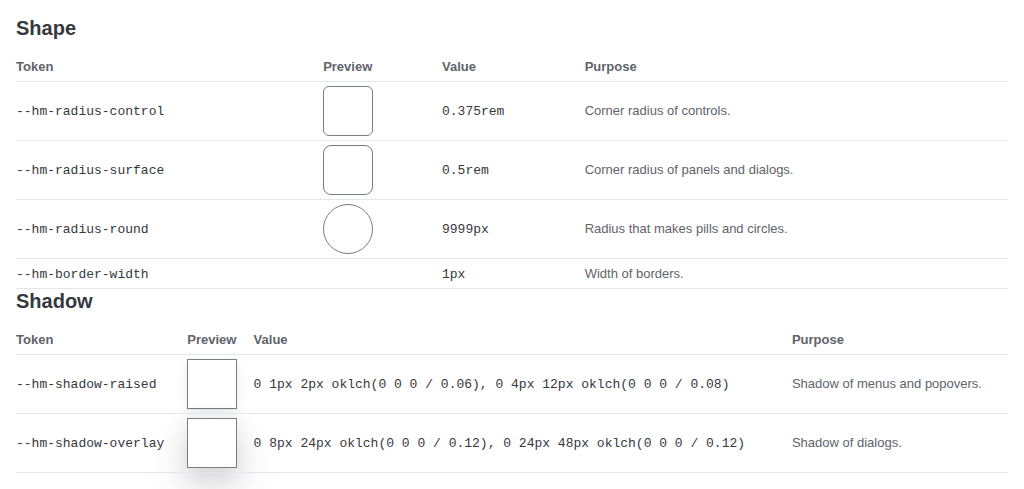 Shape
Token Preview Value Purpose
--hm-radius-control 0.375rem Corner radius of controls.
--hm-radius-surface 0.5rem Corner radius of panels and dialogs.
--hm-radius-round 9999px Radius that makes pills and circles.
--hm-border-width 1px Width of borders.
Shadow
Token Preview Value Purpose
--hm-shadow-raised 0 1px 2px oklch(0 0 0 / 0.06), 0 4px 12px oklch(0 0 0 / 0.08) Shadow of menus and popovers.
--hm-shadow-overlay 0 8px 24px oklch(0 0 0 / 0.12), 0 24px 48px oklch(0 0 0 / 0.12) Shadow of dialogs.